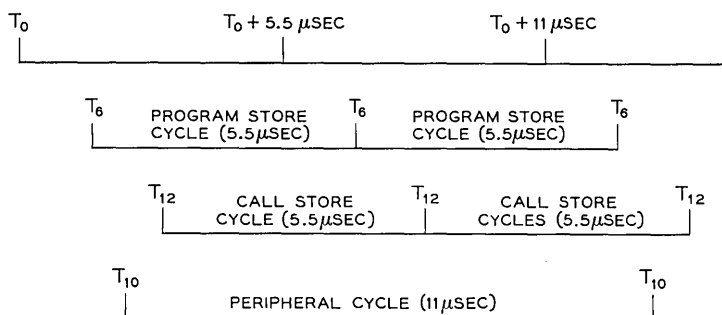 T0 T0 + 5.5 μSEC T0 + 11 μSEC
T6 PROGRAM STORE T6 PROGRAM STORE T6
CYCLE (5.5μSEC) CYCLE (5.5μSEC)
T12 CALL STORE T12 CALL STORE T12
CYCLE (5.5μSEC) CYCLES (5.5μSEC)
T10 PERIPHERAL CYCLE (11μSEC) T10